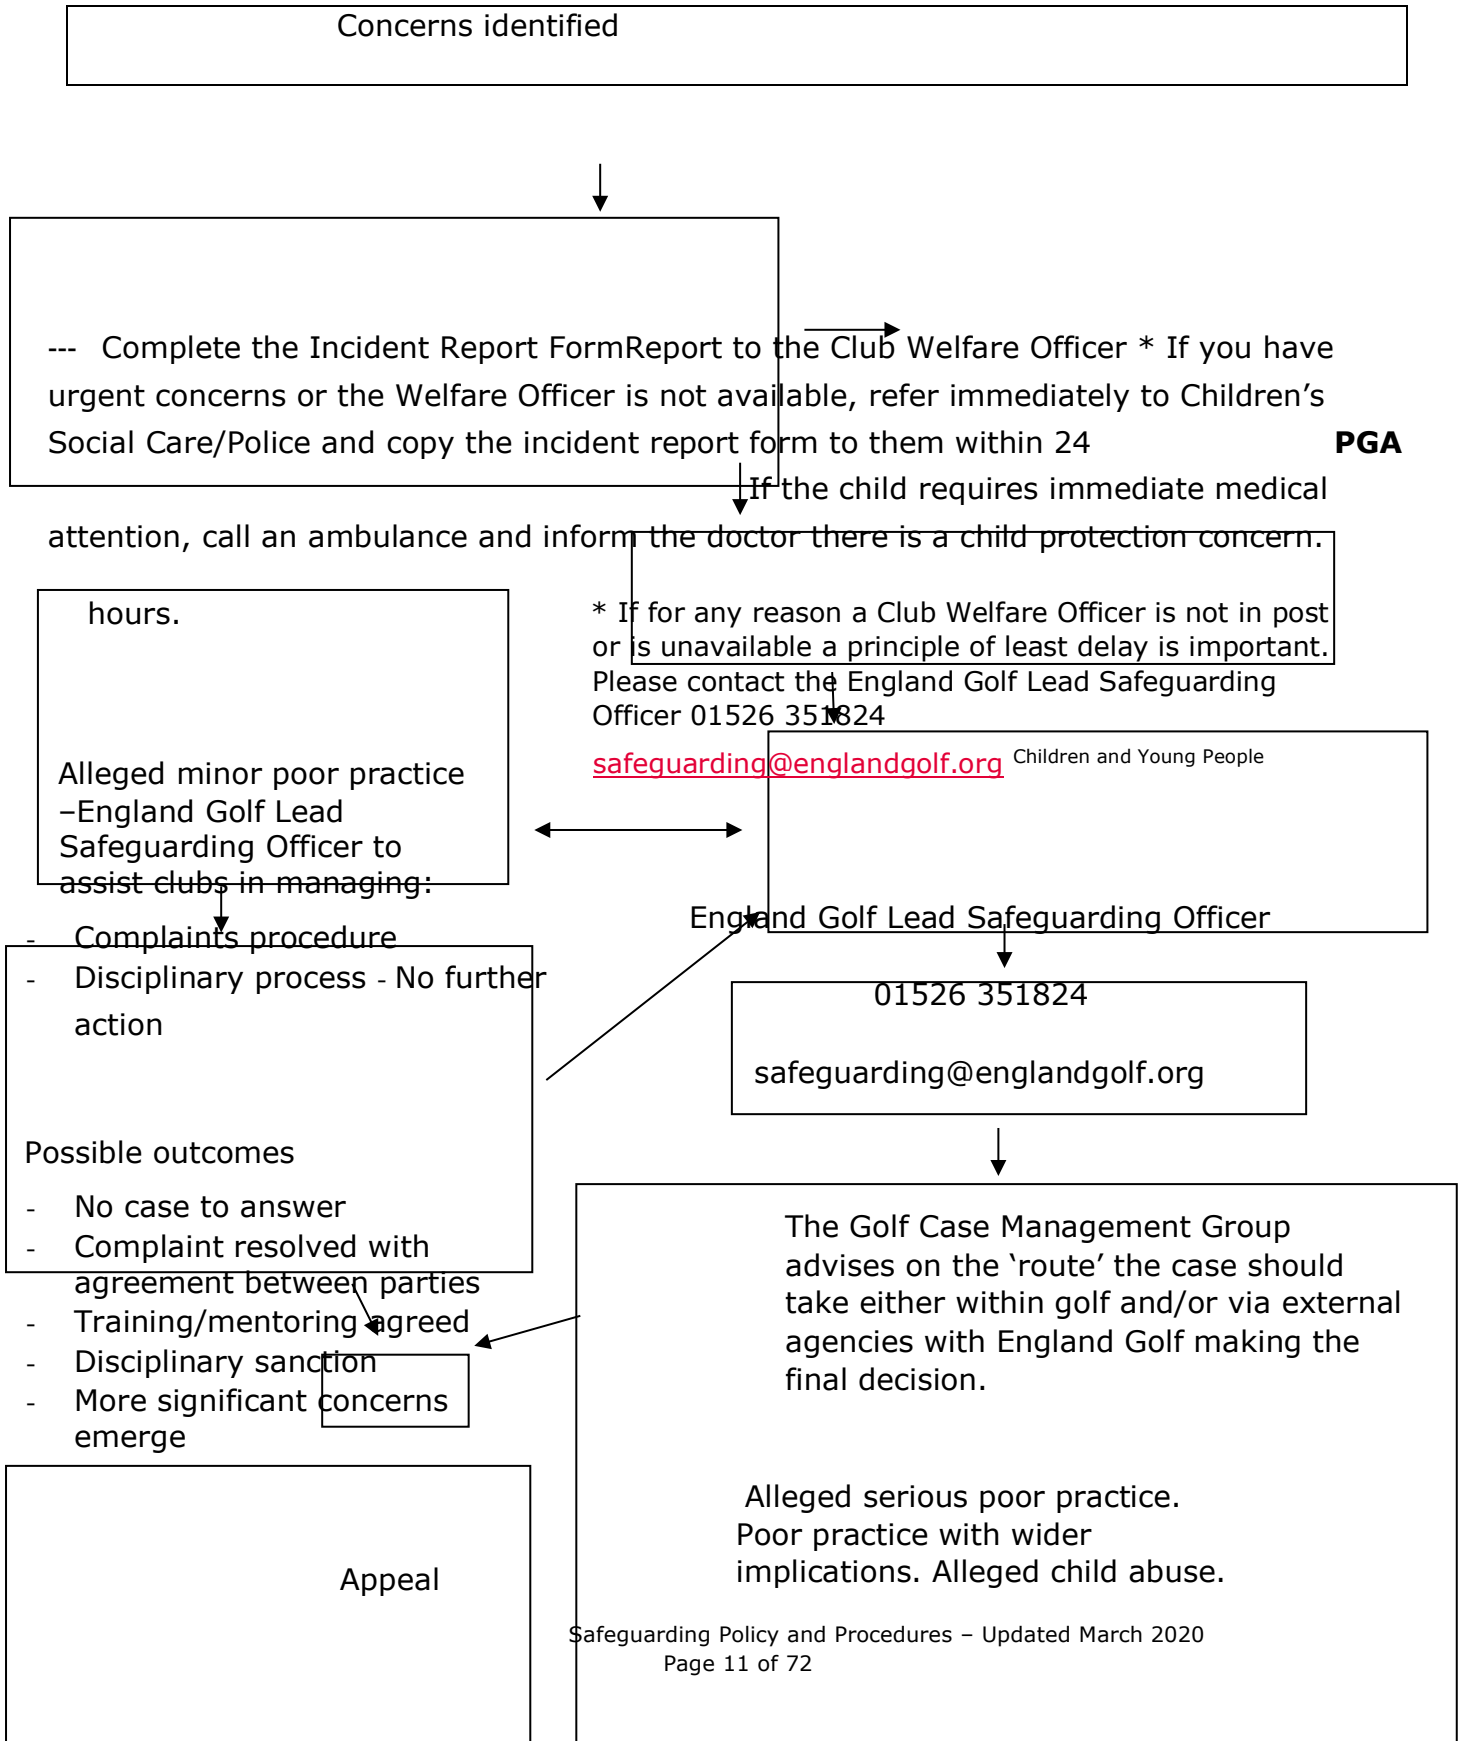 Concerns identified
--- Complete the Incident Report FormReport to the Club Welfare Officer * If you have
urgent concerns or the Welfare Officer is not available, refer immediately to Children’s
Social Care/Police and copy the incident report form to them within 24 PGA
If the child requires immediate medical
attention, call an ambulance and inform the doctor there is a child protection concern.
hours.
* If for any reason a Club Welfare Officer is not in post
or is unavailable a principle of least delay is important.
Please contact the England Golf Lead Safeguarding
Officer 01526 351824
safeguarding@englandgolf.org Children and Young People
Alleged minor poor practice
–England Golf Lead
Safeguarding Officer to
assist clubs in managing:
- Complaints procedure
- Disciplinary process - No further
action
England Golf Lead Safeguarding Officer
01526 351824
safeguarding@englandgolf.org
Possible outcomes
- No case to answer
- Complaint resolved with
agreement between parties
- Training/mentoring agreed
- Disciplinary sanction
- More significant concerns
emerge
The Golf Case Management Group
advises on the ‘route’ the case should
take either within golf and/or via external
agencies with England Golf making the
final decision.
Alleged serious poor practice.
Poor practice with wider
implications. Alleged child abuse.
Appeal
Safeguarding Policy and Procedures – Updated March 2020
Page 11 of 72